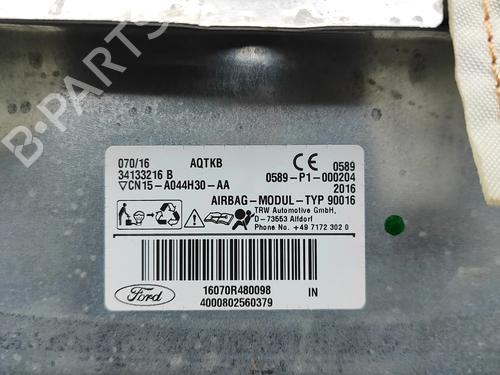 070/16 AQTKB CE 0589
34133216 B 0589-P1-000204
▽CN15-A044H30-AA 2016
AIRBAG-MODUL-TYP 90016
TRW Automotive GmbH,
D-73553 Alfdorf
Phone No. +49 7172 302 0
Ford 16070R480098 IN
4000802560379
B-PARTS